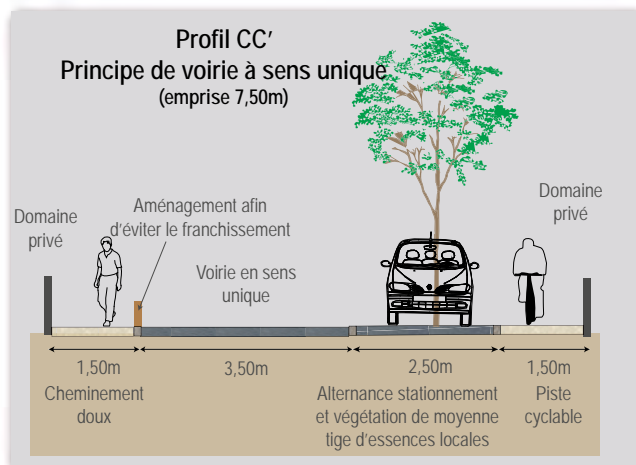 Profil CC'
Principe de voirie à sens unique
(emprise 7,50m)
Domaine
privé
Aménagement afin
d'éviter le franchissement
Voirie en sens
unique
Domaine
privé
1,50m
Cheminement
doux
3,50m
2,50m
Alternance stationnement
et végétation de moyenne
tige d'essences locales
1,50m
Piste
cyclable